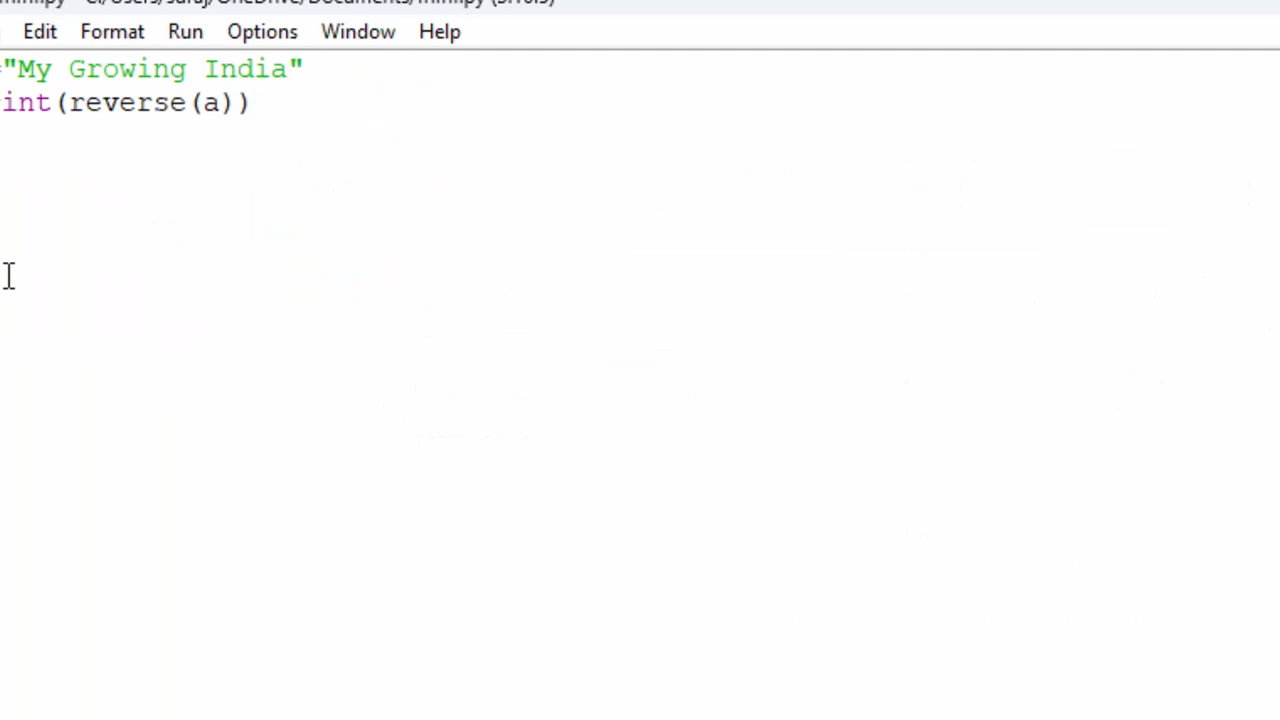 Edit Format Run Options Window Help
="My Growing India"
int(reverse(a))